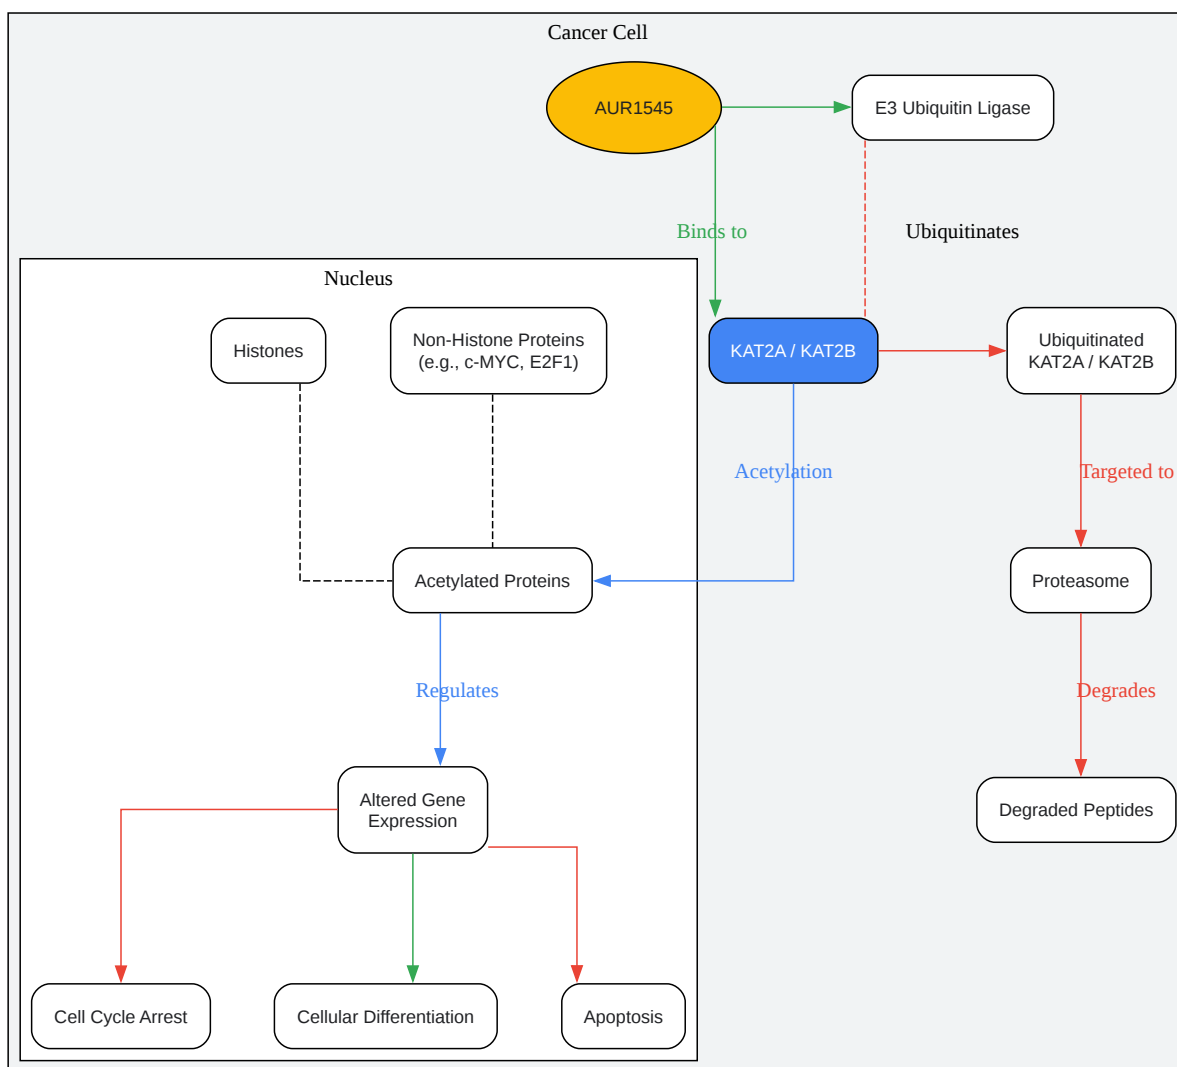 Cancer Cell
AUR1545
E3 Ubiquitin Ligase
Binds to
Ubiquitinates
Nucleus
Histones
Non-Histone Proteins
(e.g., c-MYC, E2F1)
KAT2A / KAT2B
Ubiquitinated
KAT2A / KAT2B
Acetylation
Targeted to
Acetylated Proteins
Proteasome
Regulates
Degrades
Altered Gene
Expression
Degraded Peptides
Cell Cycle Arrest
Cellular Differentiation
Apoptosis